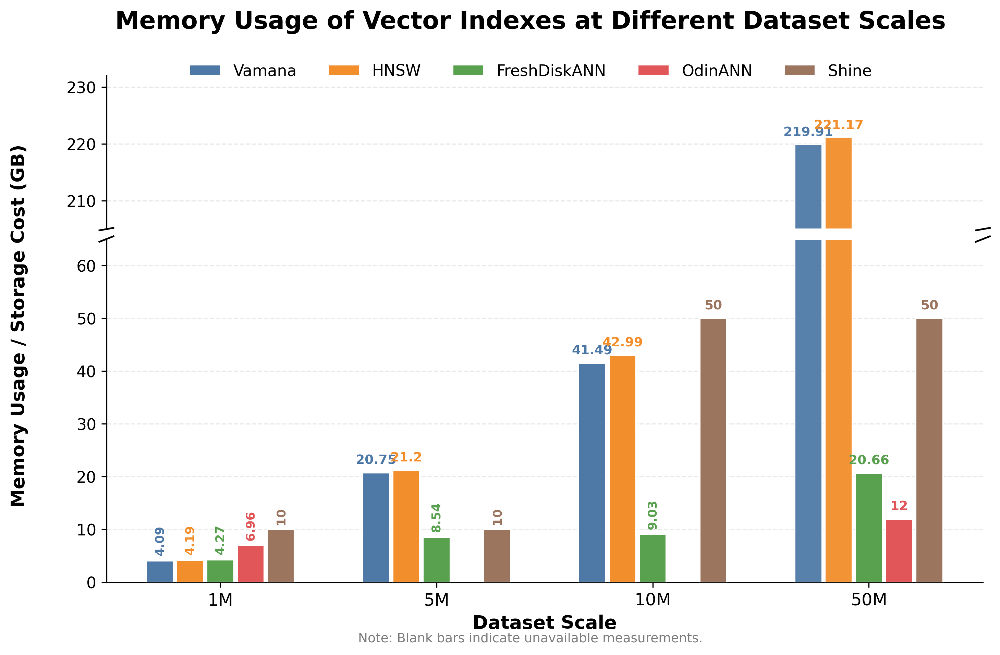 Memory Usage of Vector Indexes at Different Dataset Scales
Vamana HNSW FreshDiskANN OdinANN Shine
Memory Usage / Storage Cost (GB)
230
220
210
60
50
40
30
20
10
0
4.09 4.19 4.27 6.96 10
20.75 21.2 8.54 10
41.49 42.99 9.03 50
219.91 221.17 20.66 12 50
1M 5M 10M 50M
Dataset Scale
Note: Blank bars indicate unavailable measurements.